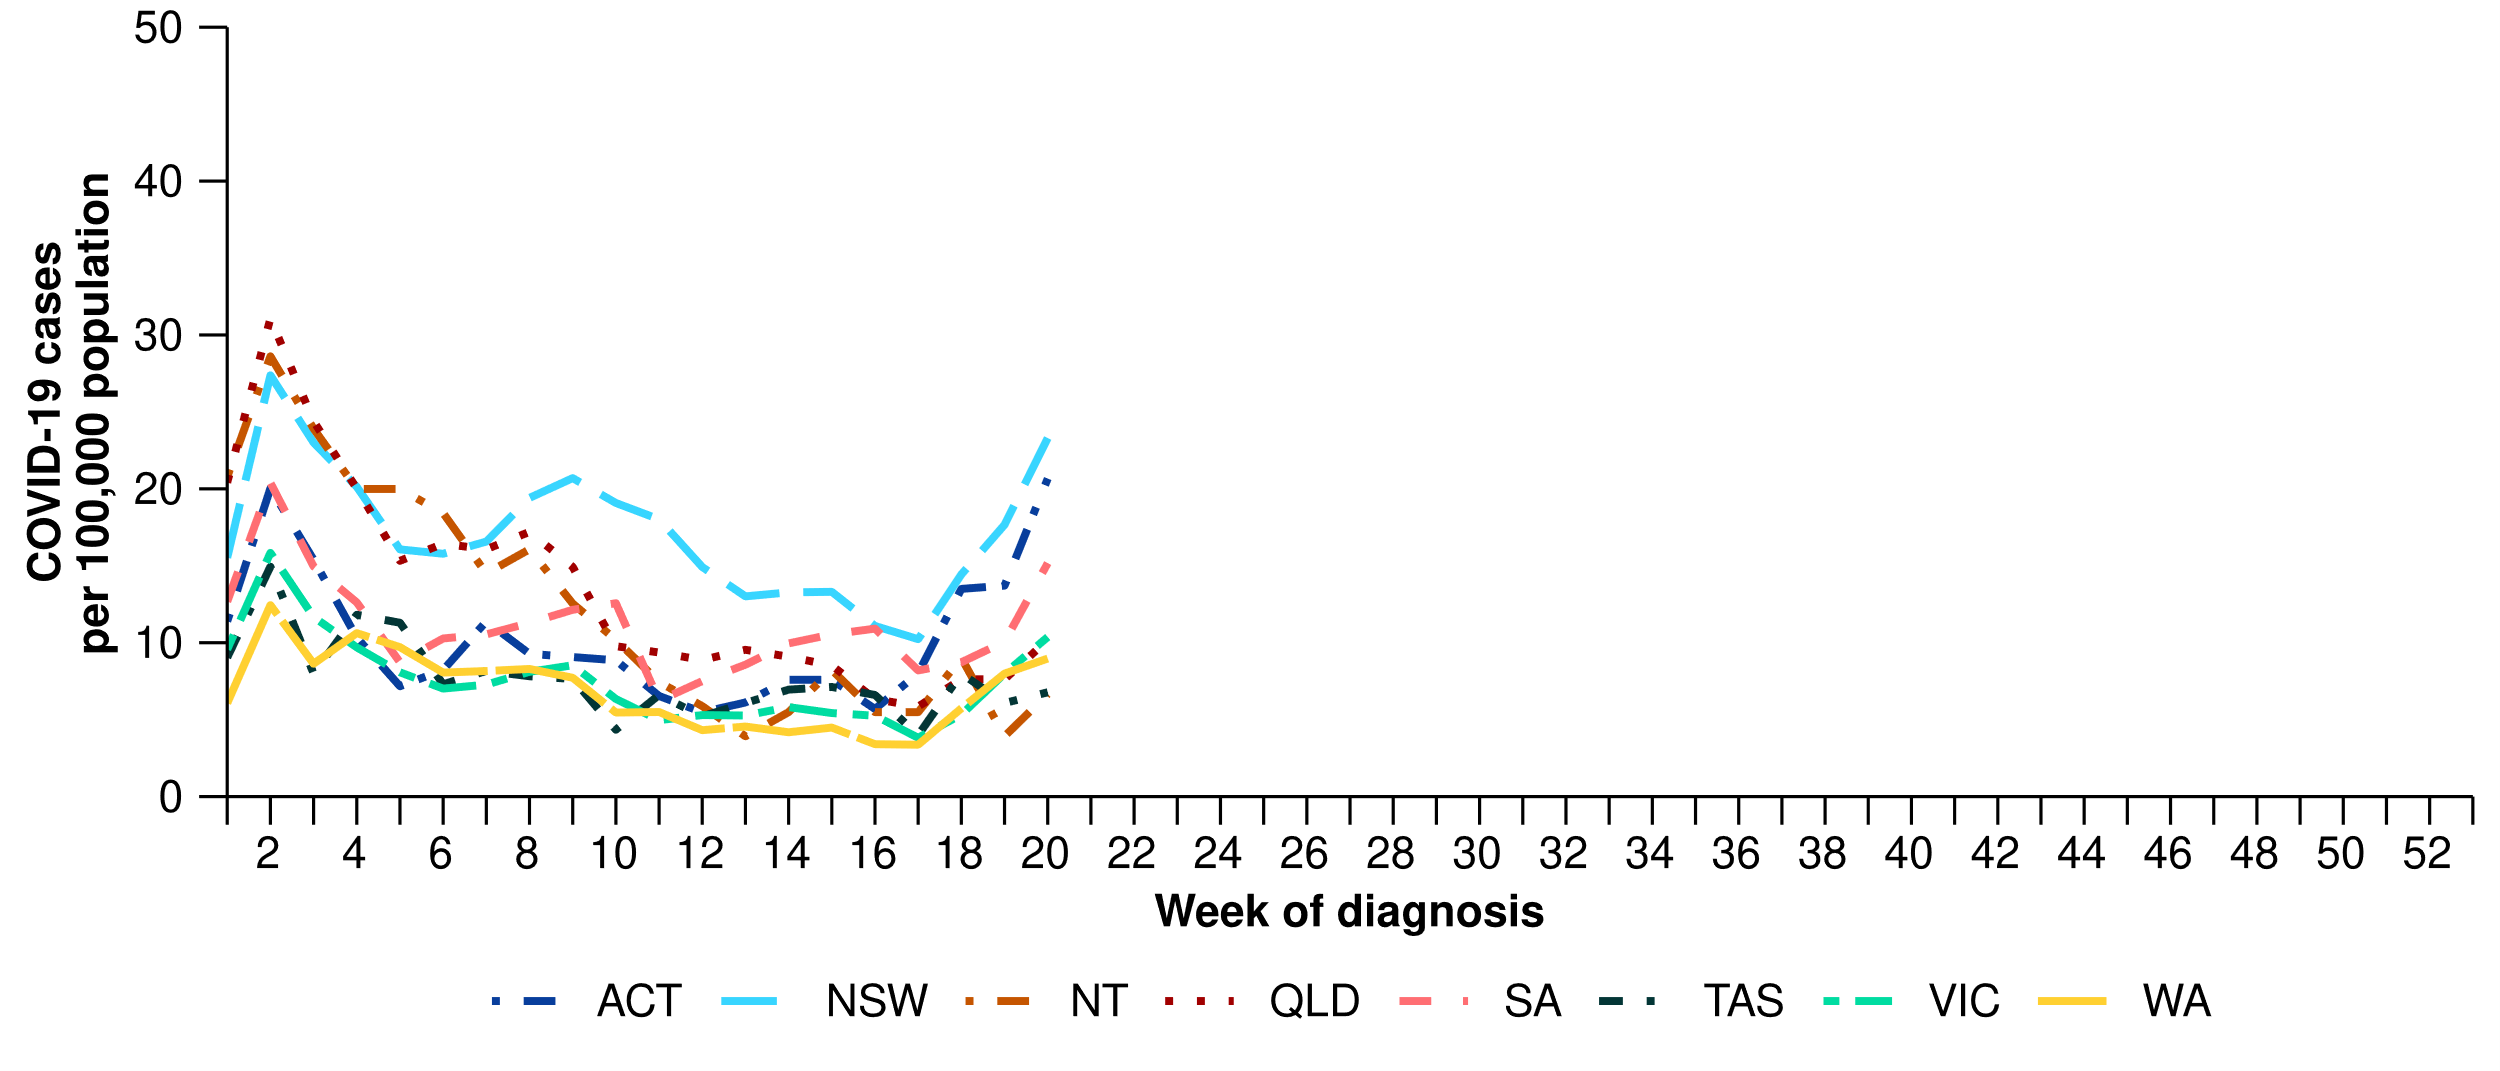 COVID-19 cases
per 100,000 population
50
40
30
20
10
0
2 4 6 8 10 12 14 16 18 20 22 24 26 28 30 32 34 36 38 40 42 44 46 48 50 52
Week of diagnosis
ACT NSW NT QLD SA TAS VIC WA